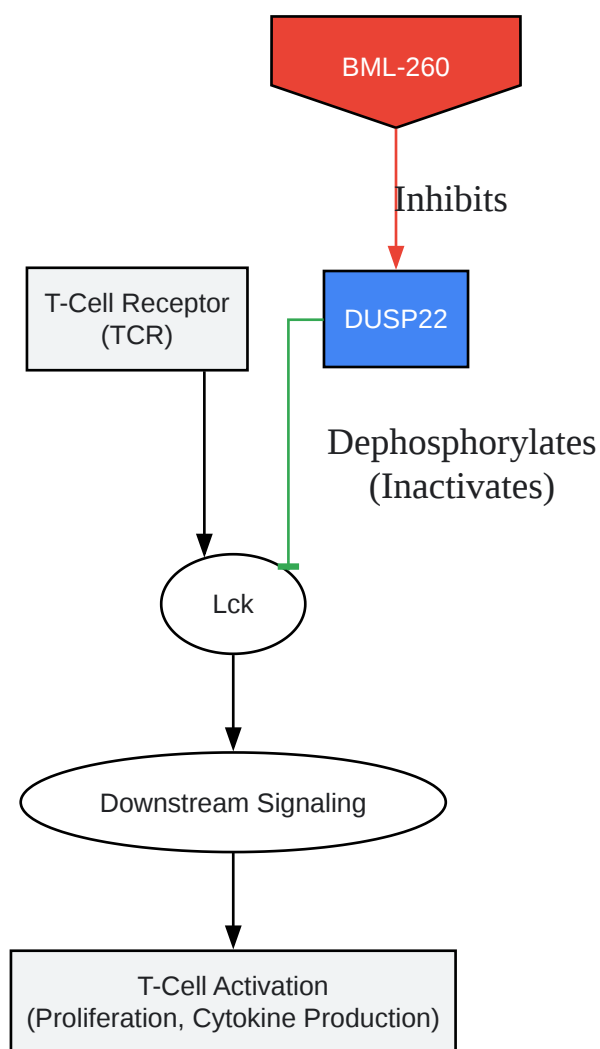 BML-260
Inhibits
T-Cell Receptor
(TCR)
DUSP22
Dephosphorylates
(Inactivates)
Lck
Downstream Signaling
T-Cell Activation
(Proliferation, Cytokine Production)